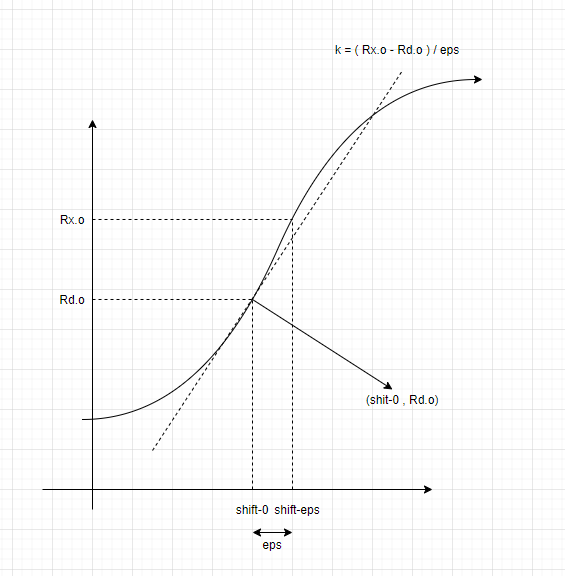 k = ( Rx.o - Rd.o ) / eps
Rx.o
Rd.o
(shit-0 , Rd.o)
shift-0 shift-eps
eps